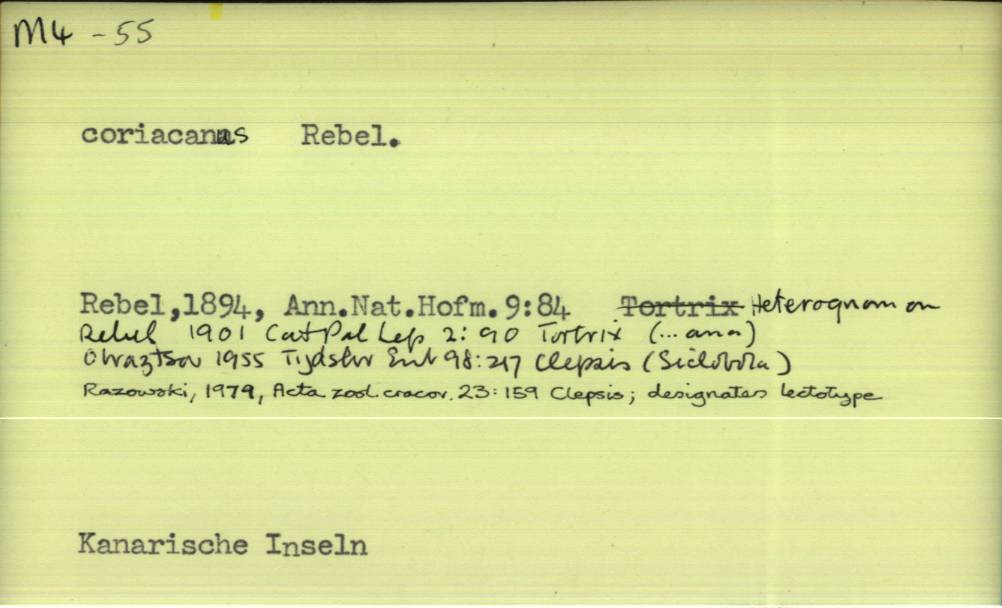 M4 - 55
coriacanus Rebel.
Rebel,1894, Ann.Nat.Hofm.9:84 Tortrix Heterognomon
Rebel 1901 Cat Pal Lep 2: 90 Tortrix (... ana)
Obraztsov 1955 Tijdschr Ent 98: 217 Clepsis (Siclobola)
Razowski, 1979, Acta zool. cracov. 23: 159 Clepsis; designates lectotype
Kanarische Inseln